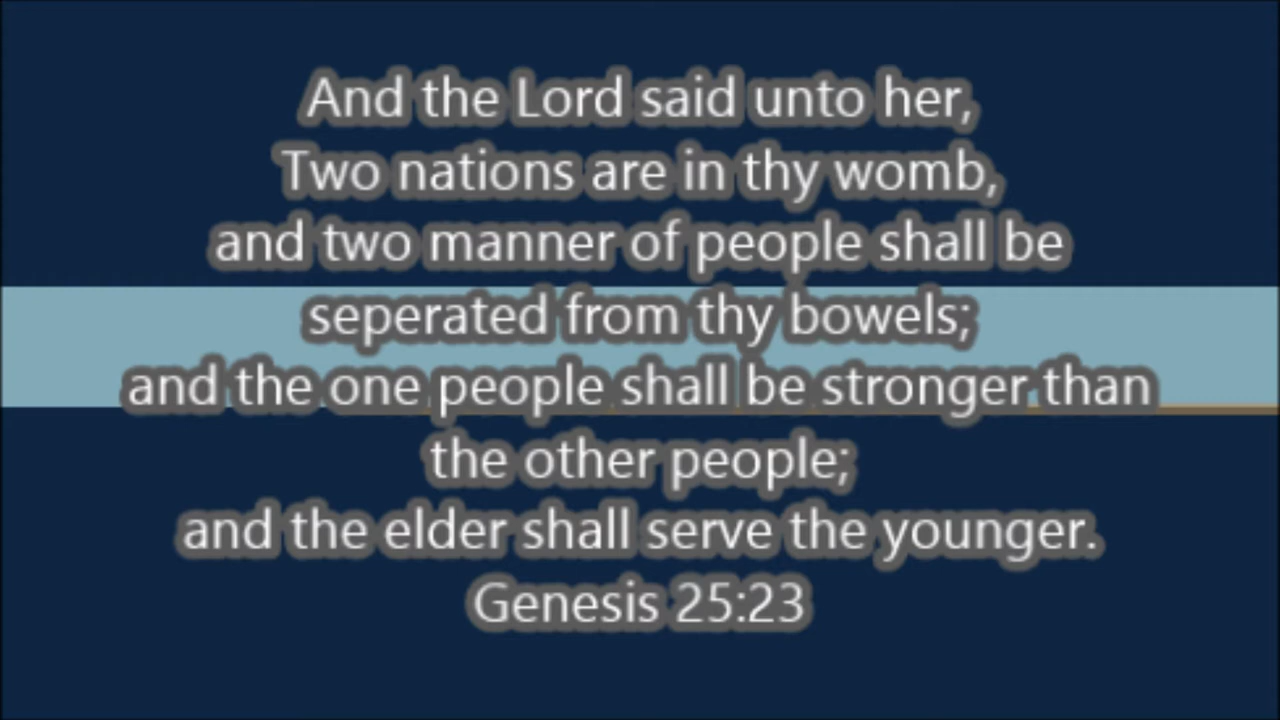 And the Lord said unto her,
Two nations are in thy womb,
and two manner of people shall be
seperated from thy bowels;
and the one people shall be stronger than
the other people;
and the elder shall serve the younger.
Genesis 25:23